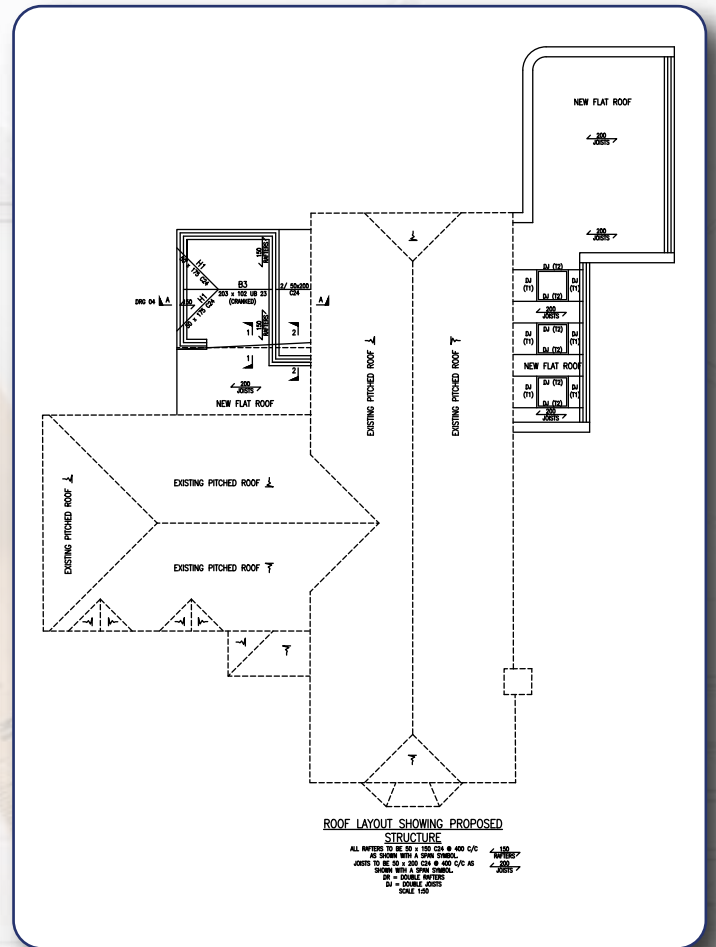 NEW FLAT ROOF
200
JOISTS
200
JOISTS
DJ (T2)
DJ
(T1)
DJ
(T1)
DJ (T2)
200
JOISTS
DJ
(T1)
DJ (T2)
DJ
(T1)
DJ (T2)
NEW FLAT ROOF
DJ
(T1)
DJ (T2)
DJ
(T1)
DJ (T2)
200
JOISTS
150
RAFTERS
H1
50 x 175 C24
B3
203 x 102 UB 23
(CRANKED)
2/ 50x200
C24
DRG 04
A
A
150
H1
50 x 175 C24
150
RAFTERS
1
2
1
2
200
JOISTS
NEW FLAT ROOF
EXISTING PITCHED ROOF
EXISTING PITCHED ROOF
EXISTING PITCHED ROOF
EXISTING PITCHED ROOF
EXISTING PITCHED ROOF
ROOF LAYOUT SHOWING PROPOSED
STRUCTURE
ALL RAFTERS TO BE 50 x 150 C24 @ 400 C/C
AS SHOWN WITH A SPAN SYMBOL.
150
RAFTERS
JOISTS TO BE 50 x 200 C24 @ 400 C/C AS
SHOWN WITH A SPAN SYMBOL.
200
JOISTS
DR = DOUBLE RAFTERS
DJ = DOUBLE JOISTS
SCALE 1:50